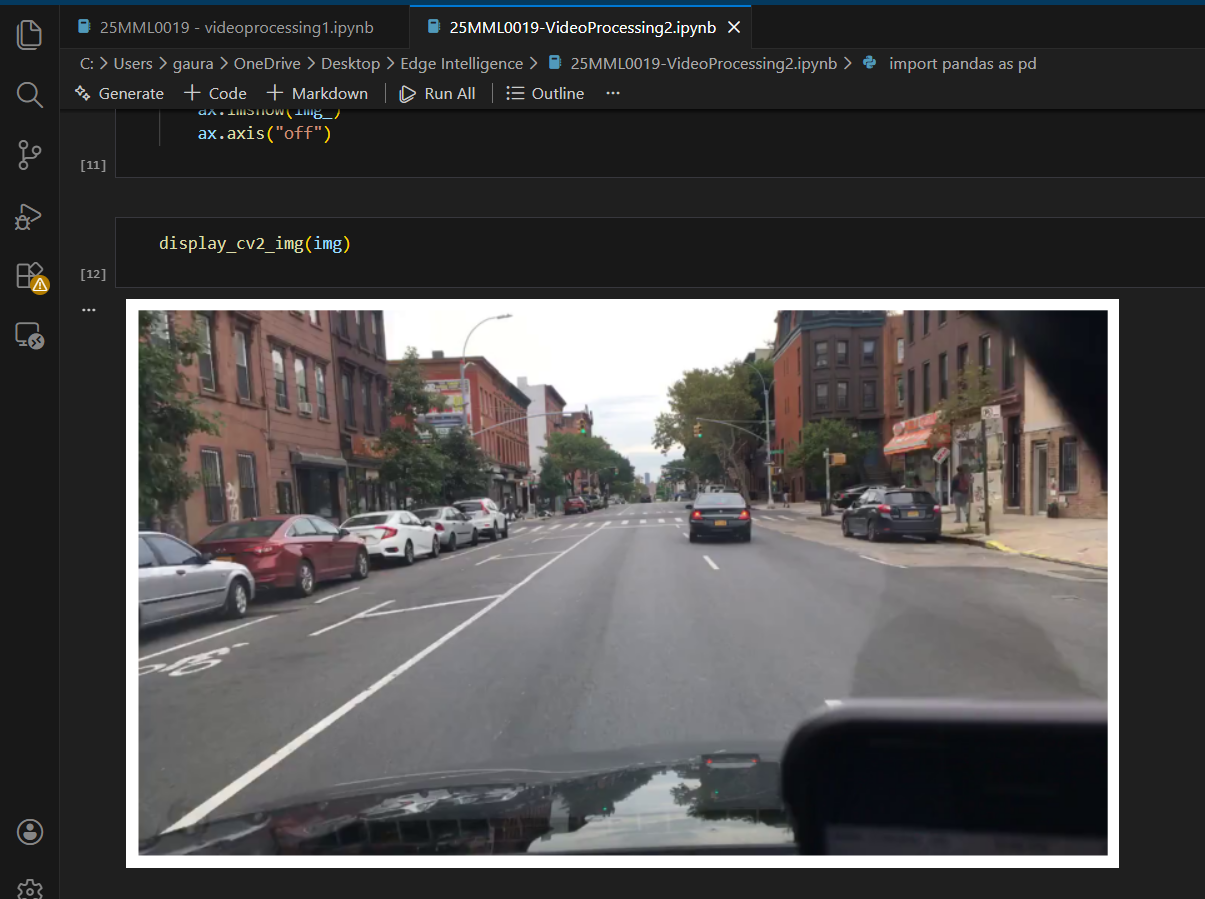 25MML0019 - videoprocessing1.ipynb
25MML0019-VideoProcessing2.ipynb
C: > Users > gaura > OneDrive > Desktop > Edge Intelligence > 25MML0019-VideoProcessing2.ipynb > import pandas as pd
Generate + Code + Markdown Run All Outline ...
ax.imshow(img_)
ax.axis("off")
[11]
display_cv2_img(img)
[12]
...